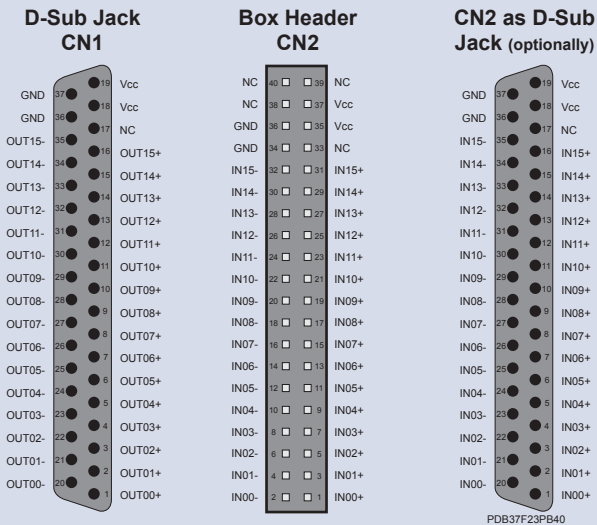 D-Sub Jack
CN1
19 Vcc
GND 37
18 Vcc
GND 36
17 NC
OUT15- 35
16 OUT15+
OUT14- 34
15 OUT14+
OUT13- 33
14 OUT13+
OUT12- 32
13 OUT12+
OUT11- 31
12 OUT11+
OUT10- 30
11 OUT10+
OUT09- 29
10 OUT09+
OUT08- 28
9 OUT08+
OUT07- 27
8 OUT07+
OUT06- 26
7 OUT06+
OUT05- 25
6 OUT05+
OUT04- 24
5 OUT04+
OUT03- 23
4 OUT03+
OUT02- 22
3 OUT02+
OUT01- 21
2 OUT01+
OUT00- 20
1 OUT00+
Box Header
CN2
NC 40 39 NC
NC 38 37 Vcc
GND 36 35 Vcc
GND 34 33 NC
IN15- 32 31 IN15+
IN14- 30 29 IN14+
IN13- 28 27 IN13+
IN12- 26 25 IN12+
IN11- 24 23 IN11+
IN10- 22 21 IN10+
IN09- 20 19 IN09+
IN08- 18 17 IN08+
IN07- 16 15 IN07+
IN06- 14 13 IN06+
IN05- 12 11 IN05+
IN04- 10 9 IN04+
IN03- 8 7 IN03+
IN02- 6 5 IN02+
IN01- 4 3 IN01+
IN00- 2 1 IN00+
CN2 as D-Sub
Jack (optionally)
19 Vcc
GND 37
18 Vcc
GND 36
17 NC
IN15- 35
16 IN15+
IN14- 34
15 IN14+
IN13- 33
14 IN13+
IN12- 32
13 IN12+
IN11- 31
12 IN11+
IN10- 30
11 IN10+
IN09- 29
10 IN09+
IN08- 28
9 IN08+
IN07- 27
8 IN07+
IN06- 26
7 IN06+
IN05- 25
6 IN05+
IN04- 24
5 IN04+
IN03- 23
4 IN03+
IN02- 22
3 IN02+
IN01- 21
2 IN01+
IN00- 20
1 IN00+
PDB37F23PB40